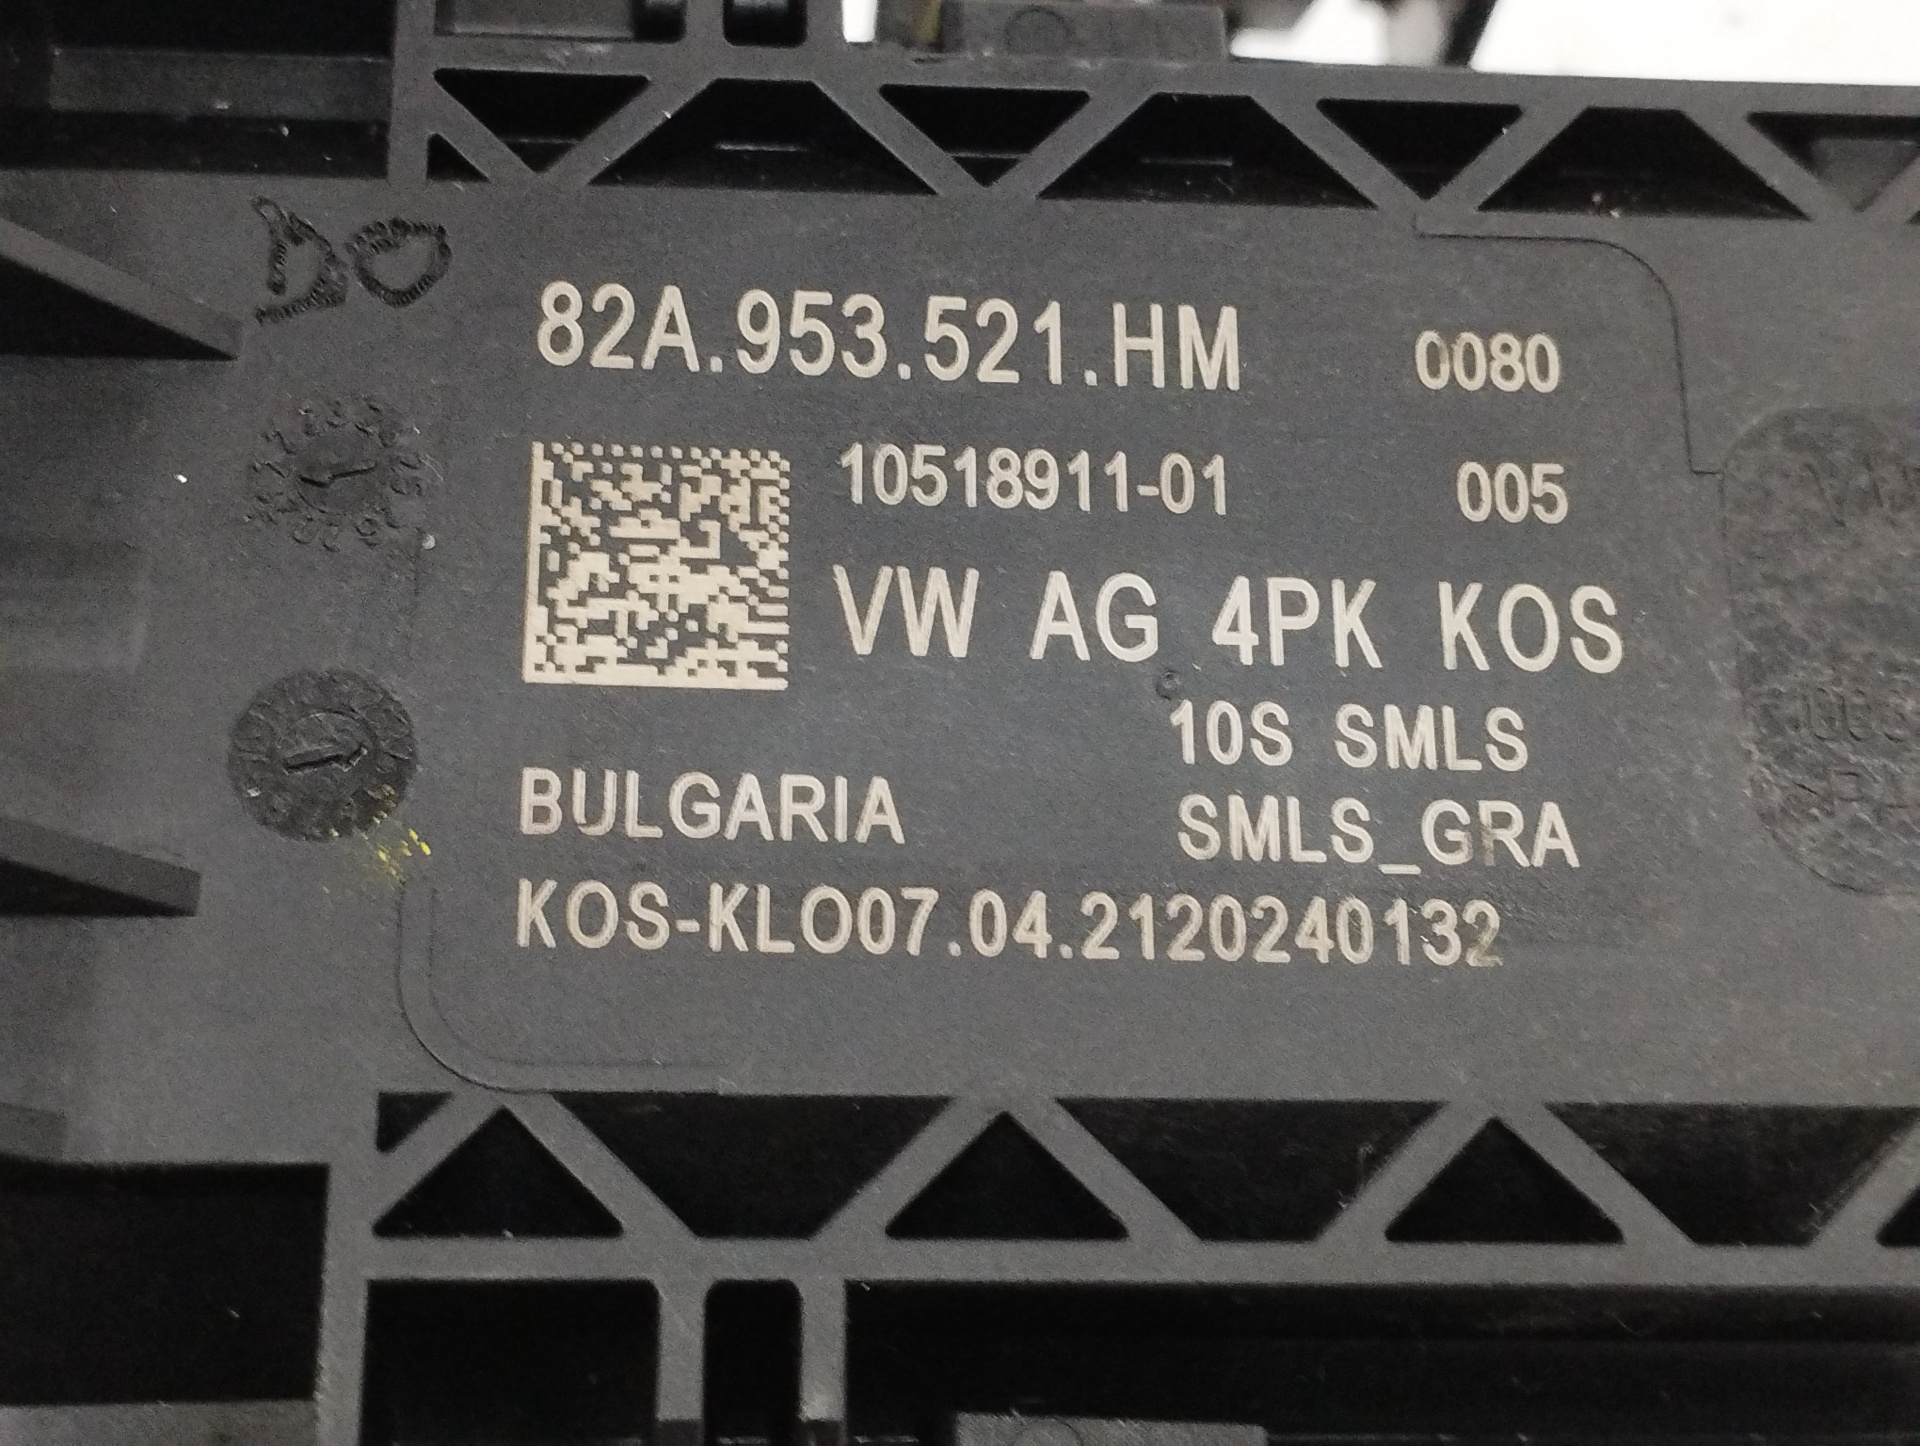 82A.953.521.HM 0080
10518911-01 005
VW AG 4PK KOS
10S SMLS
BULGARIA SMLS_GRA
KOS-KLO07.04.2120240132